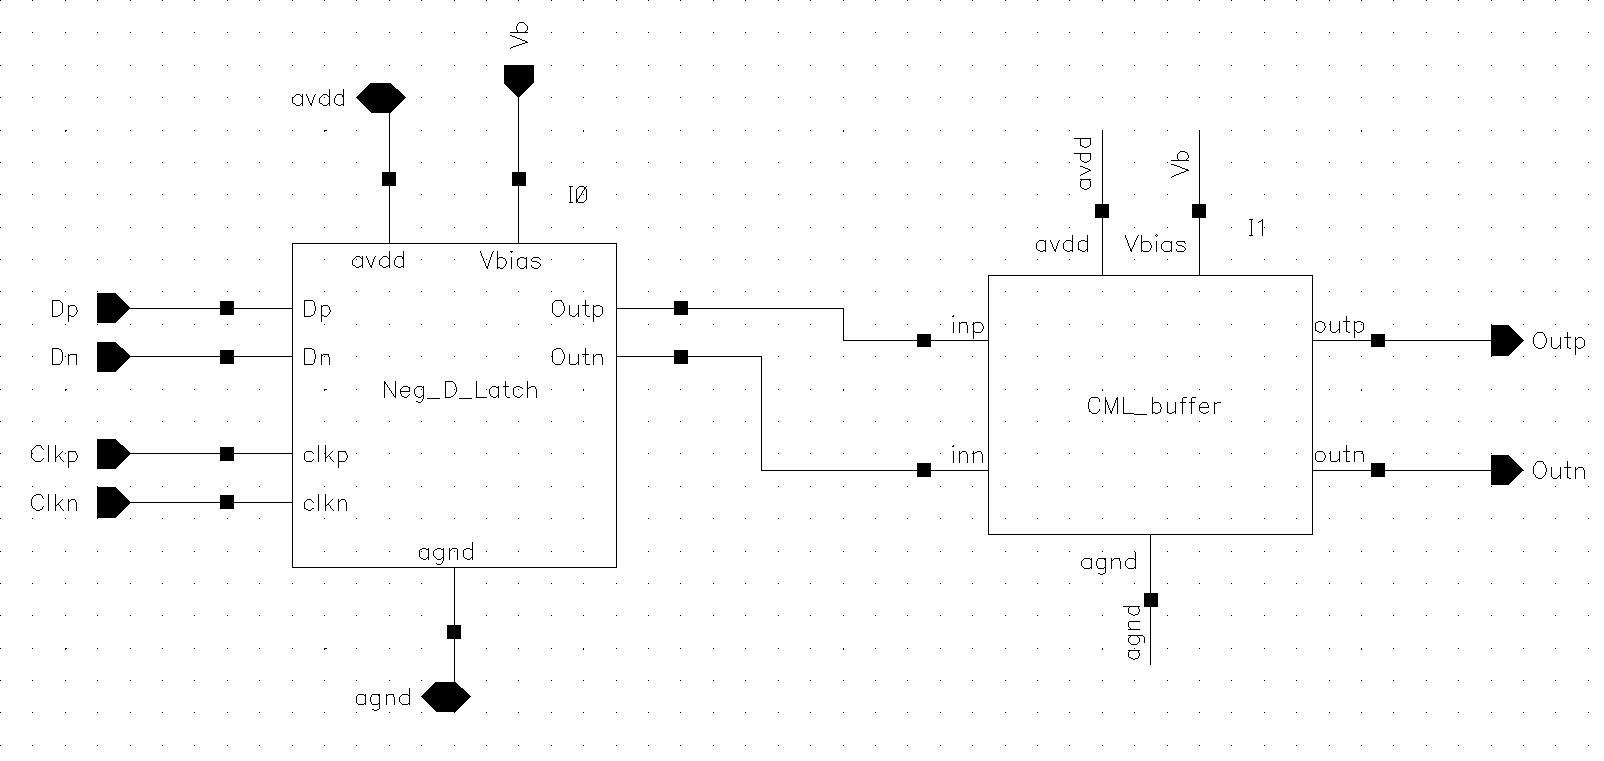 Vb
avdd
I0
avdd
Vbias
Dp
Dp
Outp
Dn
Dn
Outn
Neg_D_Latch
Clkp
clkp
Clkn
clkn
agnd
agnd
avdd
Vb
I1
avdd
Vbias
inp
outp
Outp
CML_buffer
inn
outn
Outn
agnd
agnd